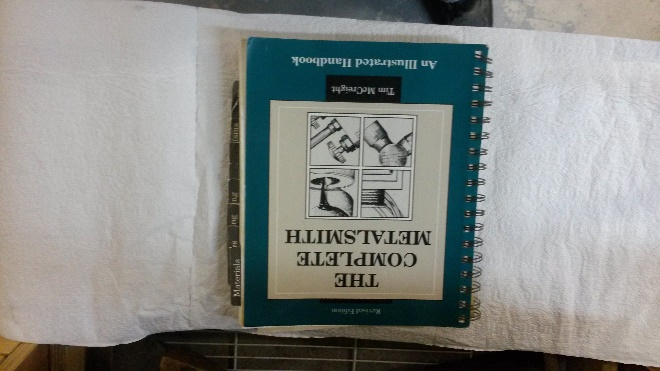 Revised Edition
THE
COMPLETE
METALSMITH
Tim McCreight
An Illustrated Handbook
Materials